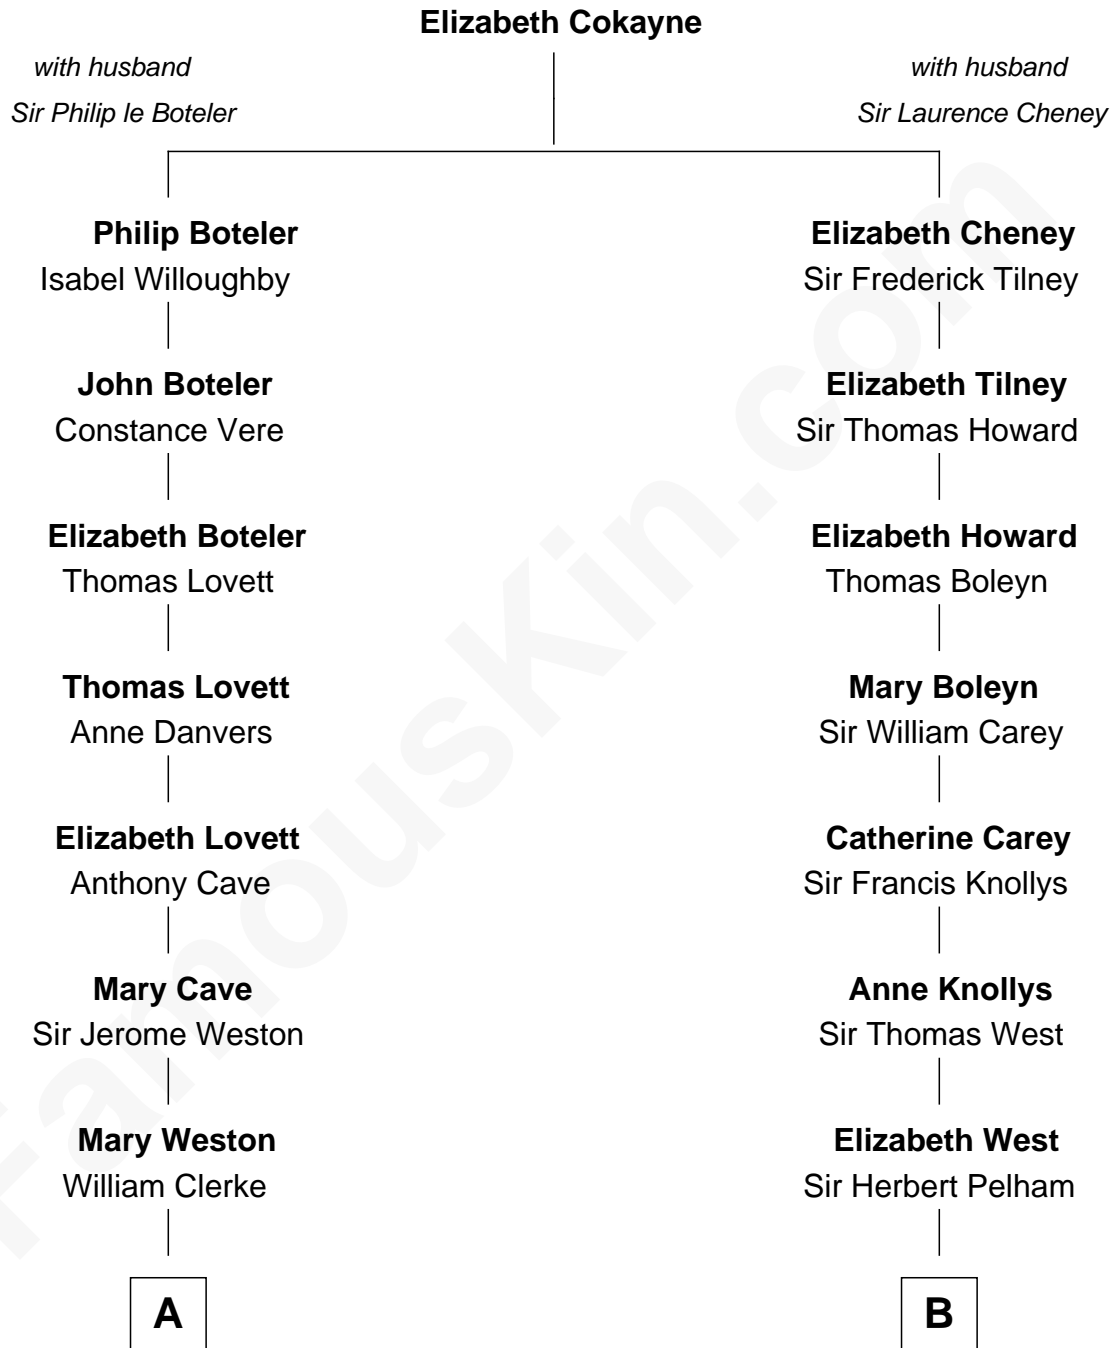 Elizabeth Cokayne
with husband
Sir Philip le Boteler
with husband
Sir Laurence Cheney
Philip Boteler
Isabel Willoughby
Elizabeth Cheney
Sir Frederick Tilney
John Boteler
Constance Vere
Elizabeth Tilney
Sir Thomas Howard
Elizabeth Boteler
Thomas Lovett
Elizabeth Howard
Thomas Boleyn
Thomas Lovett
Anne Danvers
Mary Boleyn
Sir William Carey
Elizabeth Lovett
Anthony Cave
Catherine Carey
Sir Francis Knollys
Mary Cave
Sir Jerome Weston
Anne Knollys
Sir Thomas West
Mary Weston
William Clerke
Elizabeth West
Sir Herbert Pelham
A
B
FamousKin.com